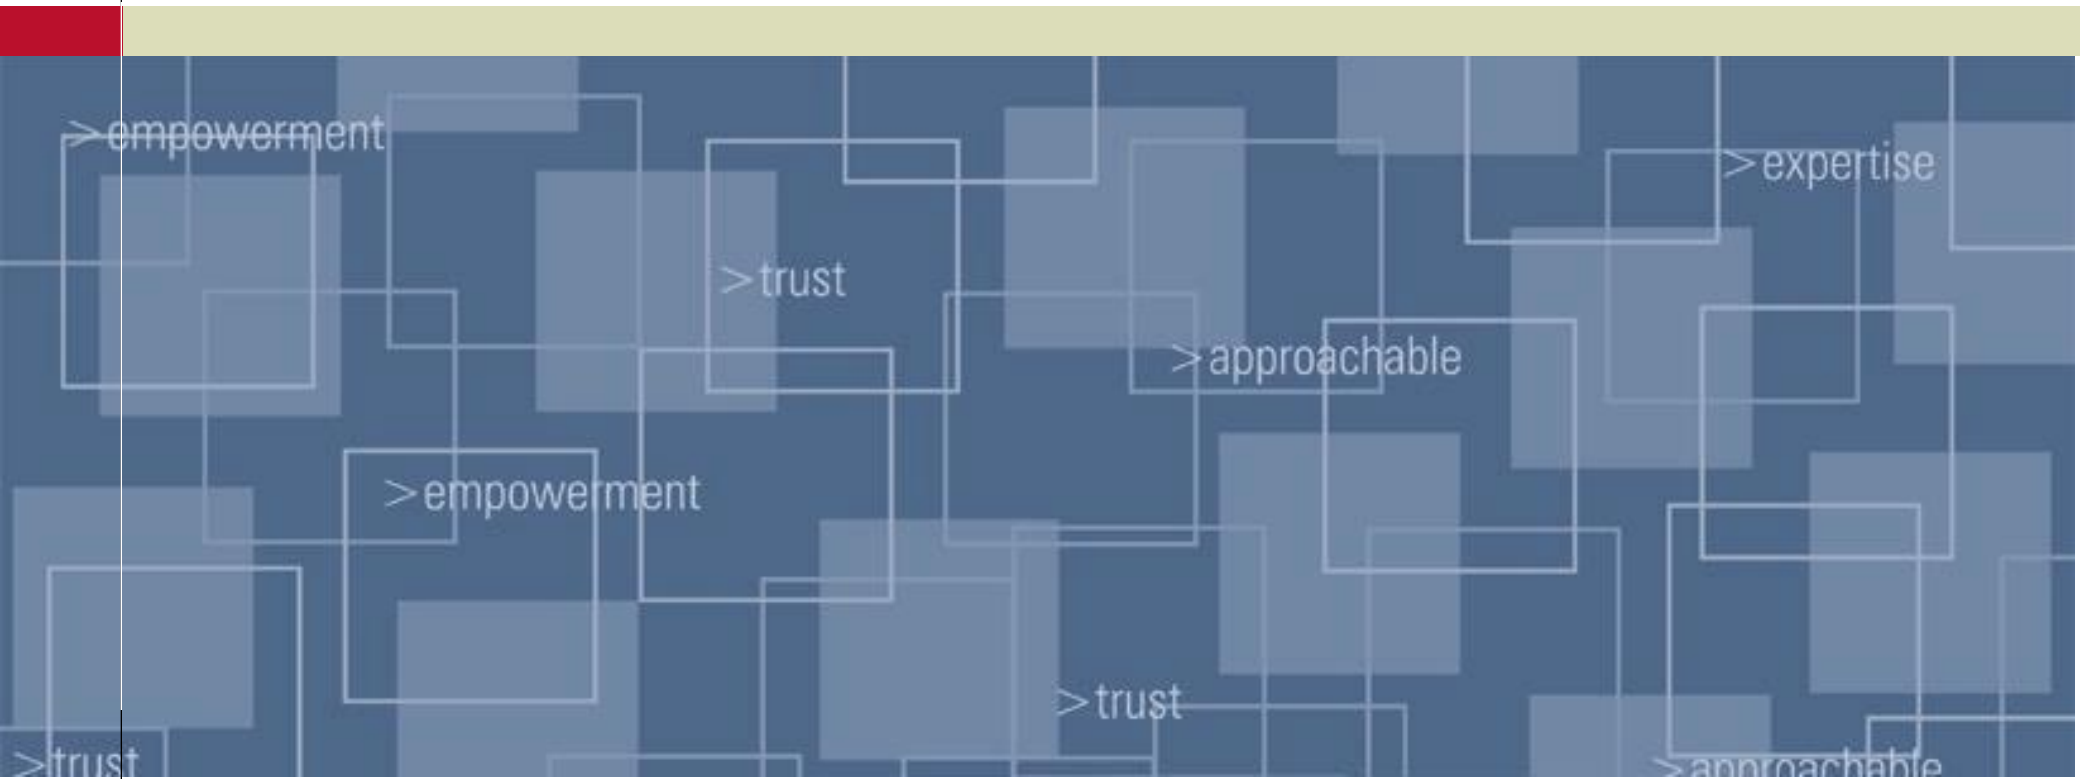 >empowerment
>expertise
>trust
>approachable
>empowerment
>trust
>trust
>approachable